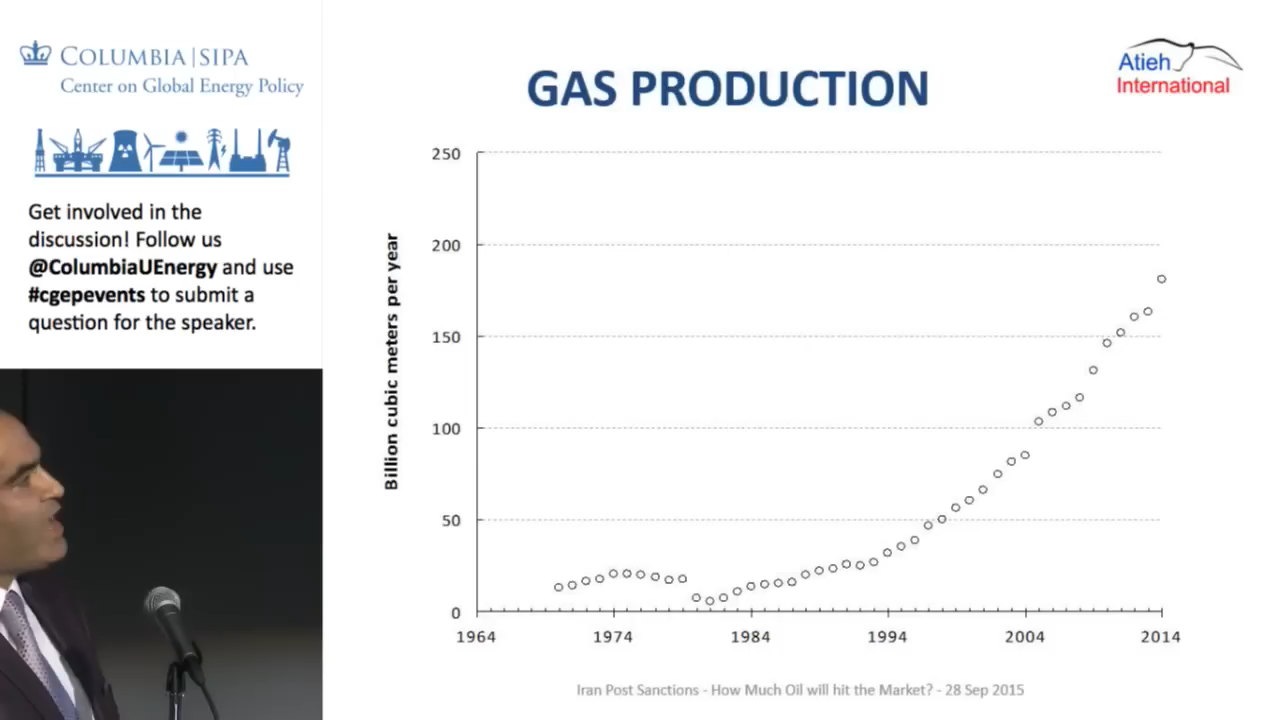 COLUMBIA | SIPA
Center on Global Energy Policy
Get involved in the
discussion! Follow us
@ColumbiaUEnergy and use
#cgepevents to submit a
question for the speaker.
GAS PRODUCTION
Atieh
International
Billion cubic meters per year
250
200
150
100
50
0
1964 1974 1984 1994 2004 2014
Iran Post Sanctions - How Much Oil will hit the Market? - 28 Sep 2015